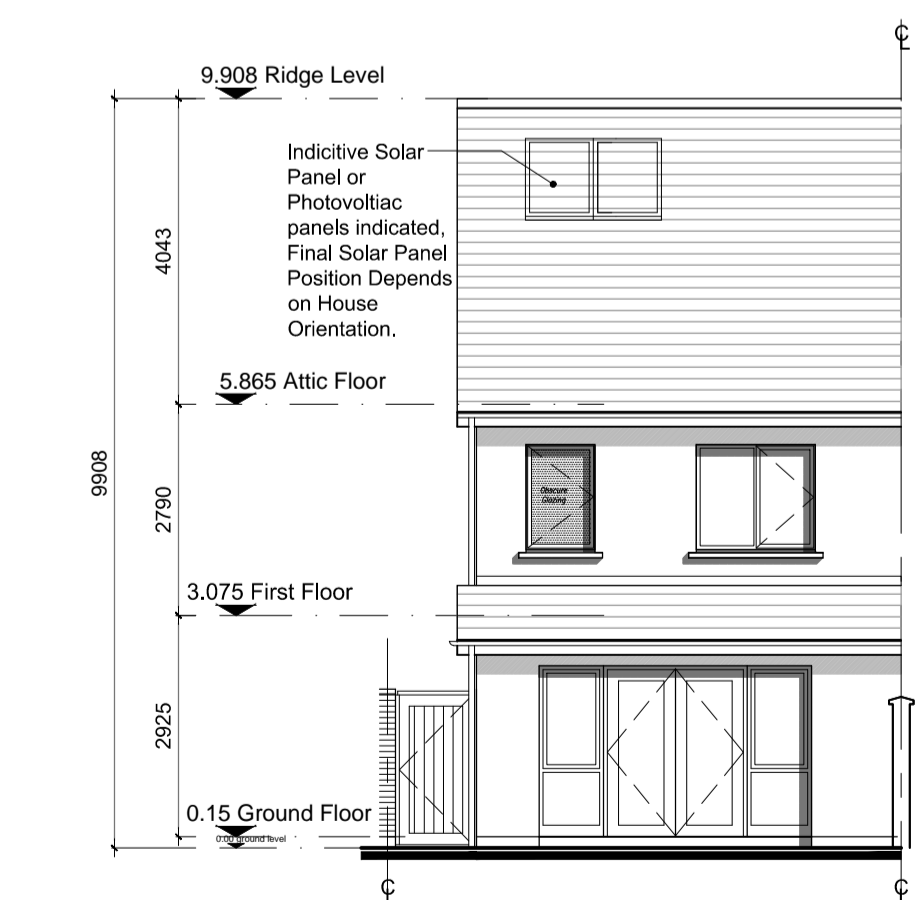 ℄
9.908 Ridge Level
Indicitive Solar
Panel or
Photovoltiac
panels indicated,
Final Solar Panel
Position Depends
on House
Orientation.
4043
5.865 Attic Floor
9908
2790
Obscure
Glazing
3.075 First Floor
2925
0.15 Ground Floor
0.00 ground level
℄
℄